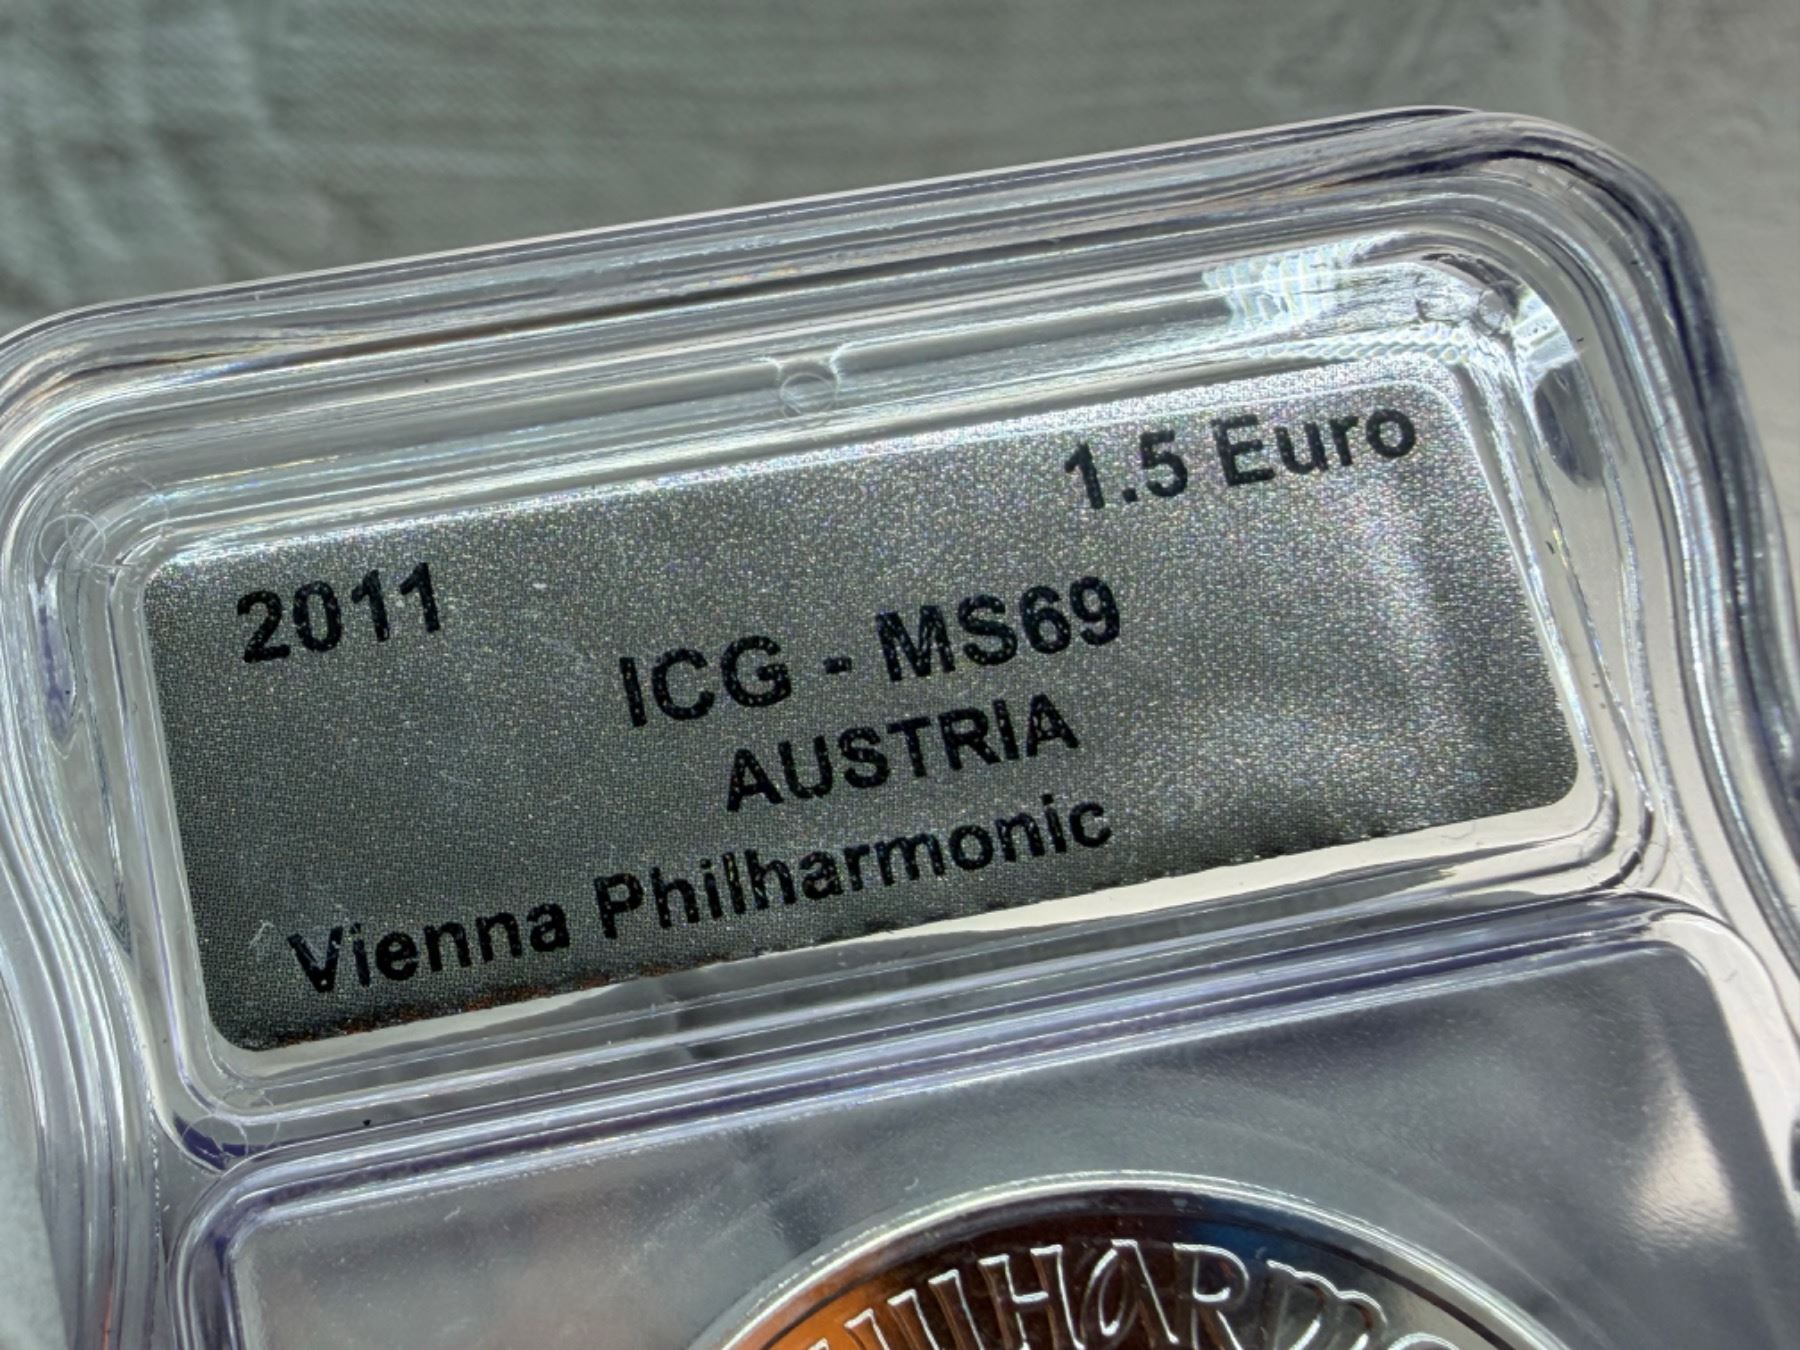 2011 1.5 Euro
ICG - MS69
AUSTRIA
Vienna Philharmonic